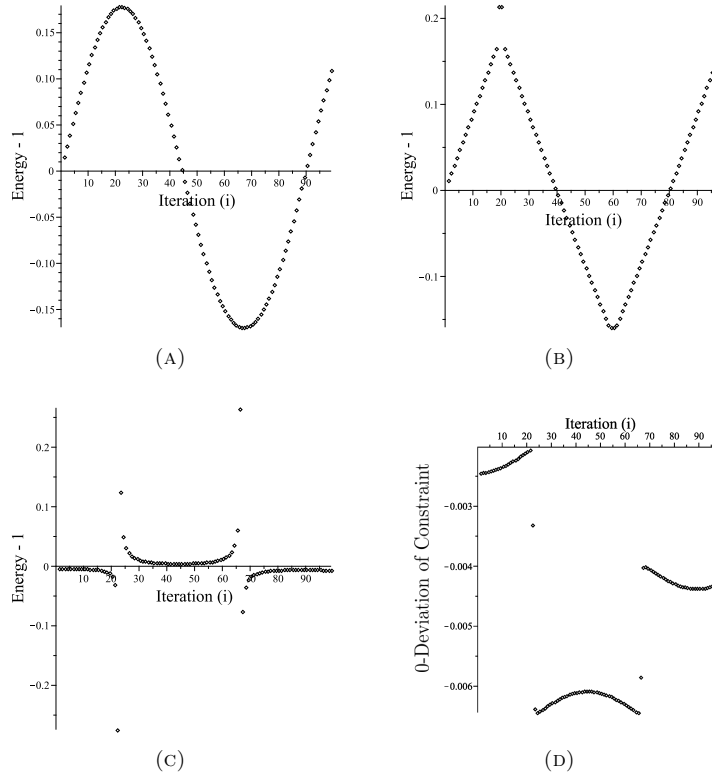 Energy - 1
0.15
0.10
0.05
0
-0.05
-0.10
-0.15
10 20 30 40 50 60 70 80 90
Iteration (i)
(A)
Energy - 1
0.2
0.1
0
-0.1
10 20 30 40 50 60 70 80 90
Iteration (i)
(B)
Energy - 1
0.2
0.1
0
-0.1
-0.2
10 20 30 40 50 60 70 80 90
Iteration (i)
(C)
Iteration (i)
10 20 30 40 50 60 70 80 90
0-Deviation of Constraint
-0.003
-0.004
-0.005
-0.006
(D)